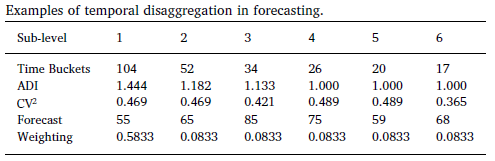 Examples of temporal disaggregation in forecasting.
Sub-level 1 2 3 4 5 6
Time Buckets 104 52 34 26 20 17
ADI 1.444 1.182 1.133 1.000 1.000 1.000
CV² 0.469 0.469 0.421 0.489 0.489 0.365
Forecast 55 65 85 75 59 68
Weighting 0.5833 0.0833 0.0833 0.0833 0.0833 0.0833